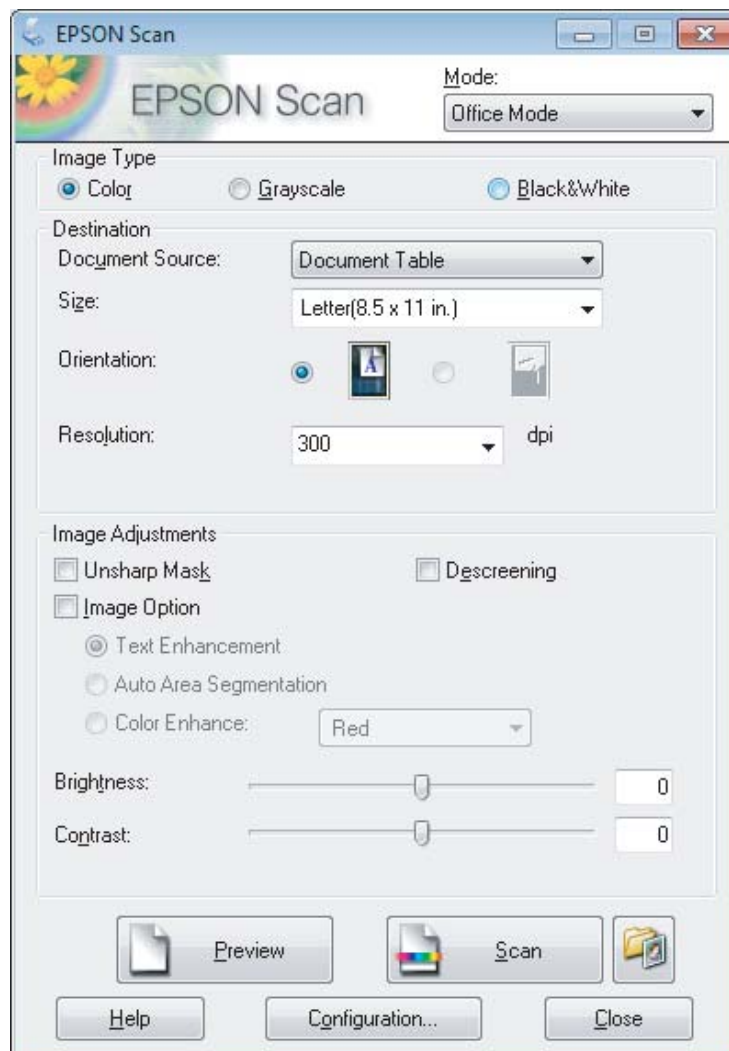 EPSON Scan
EPSON Scan
Mode:
Office Mode
Image Type
Color Grayscale Black&White
Destination
Document Source: Document Table
Size: Letter(8.5 x 11 in.)
Orientation: A
Resolution: 300 dpi
Image Adjustments
Unsharp Mask Descreening
Image Option
Text Enhancement
Auto Area Segmentation
Color Enhance: Red
Brightness: 0
Contrast: 0
Preview Scan
Help Configuration... Close